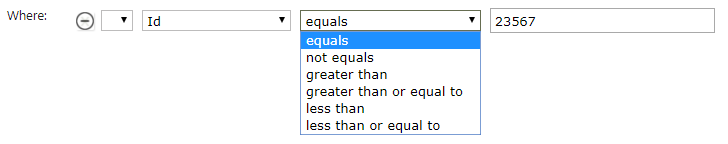 Where: Id equals 23567
equals
not equals
greater than
greater than or equal to
less than
less than or equal to